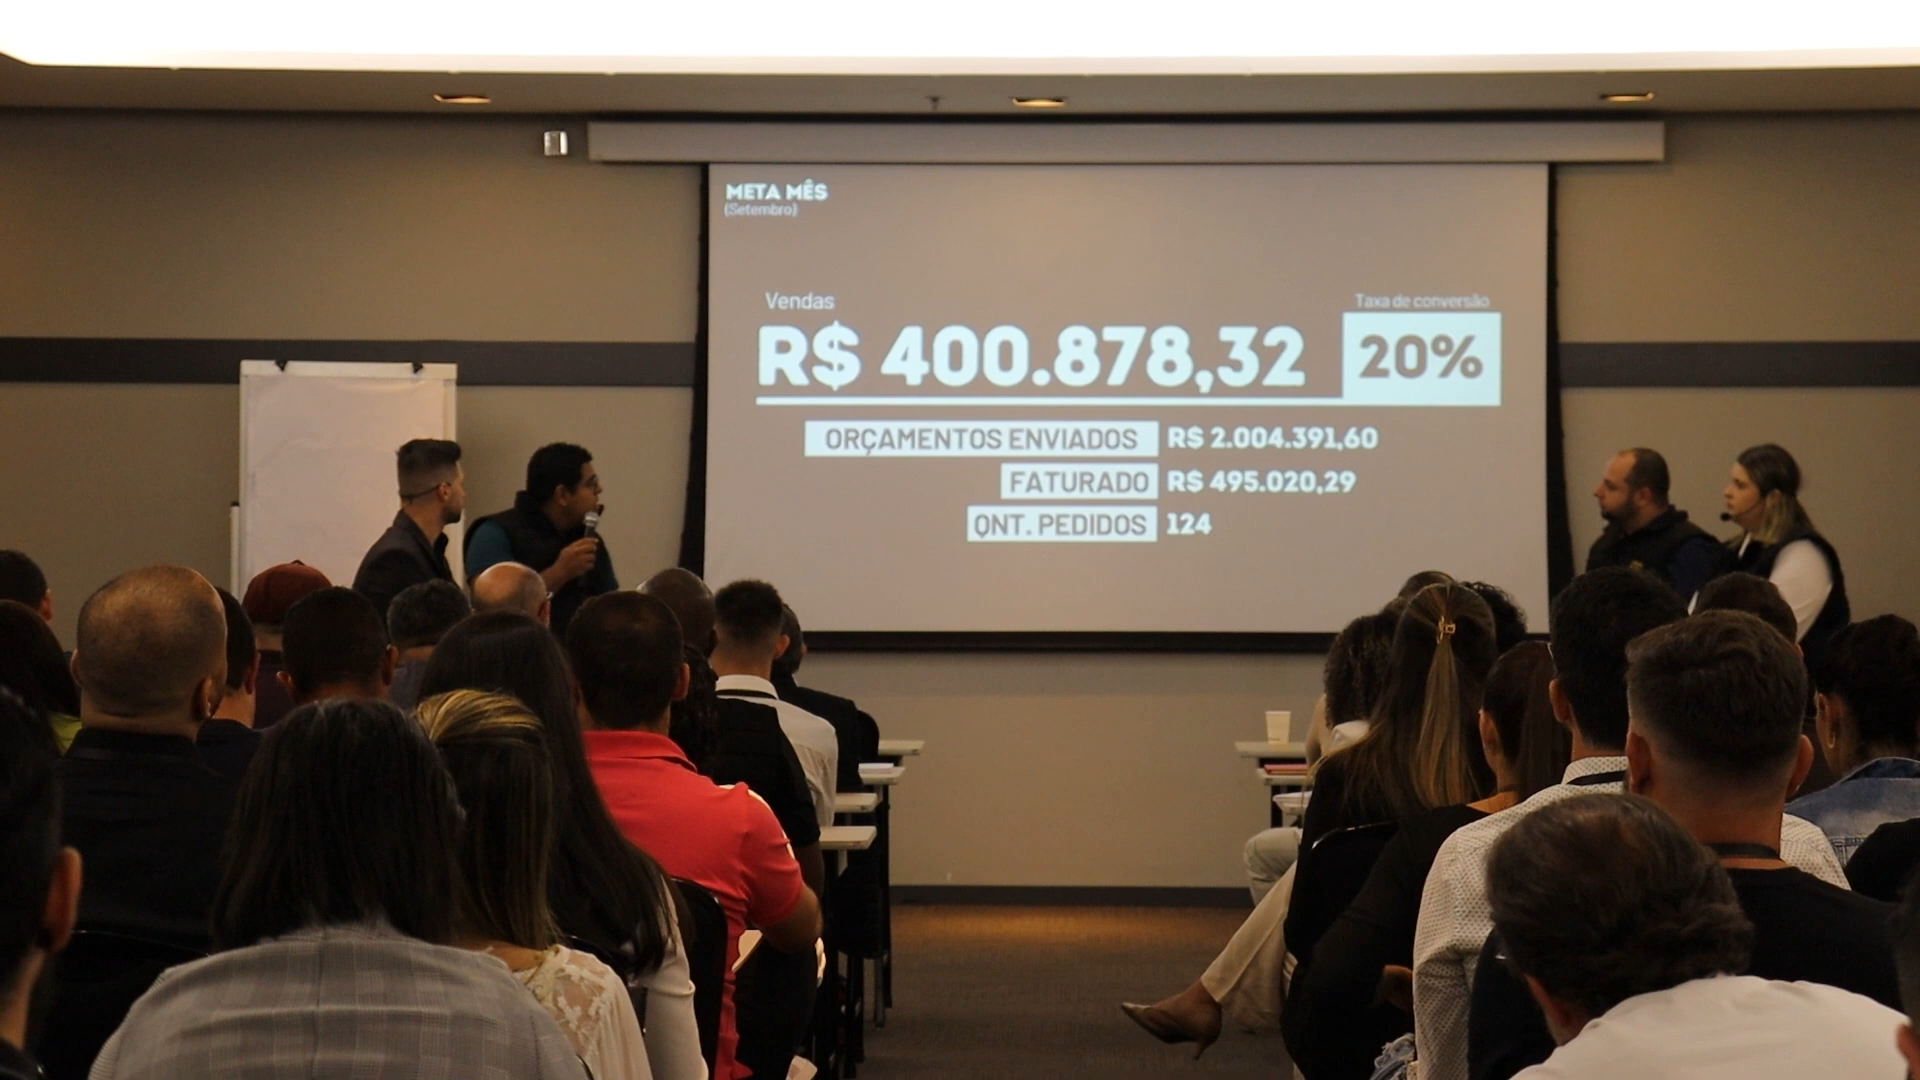 META MÊS
(Setembro)
Vendas
Taxa de conversão
R$ 400.878,32
20%
ORÇAMENTOS ENVIADOS R$ 2.004.391,60
FATURADO R$ 495.020,29
QNT. PEDIDOS 124